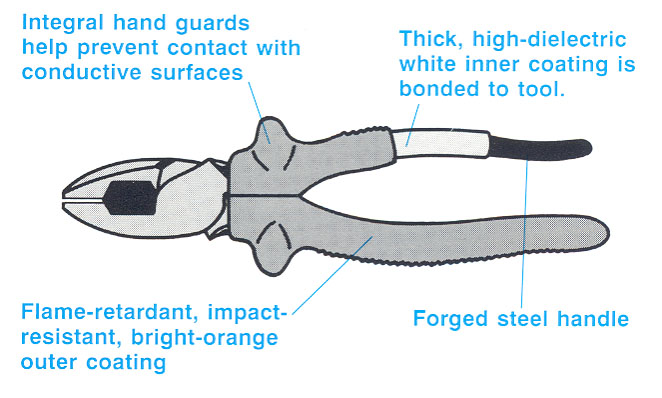 Integral hand guards
help prevent contact with
conductive surfaces
Thick, high-dielectric
white inner coating is
bonded to tool.
Flame-retardant, impact-
resistant, bright-orange
outer coating
Forged steel handle